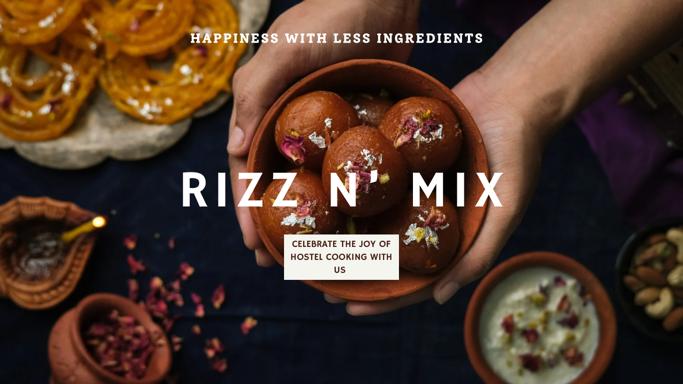 HAPPINESS WITH LESS INGREDIENTS
RIZZ N' MIX
CELEBRATE THE JOY OF
HOSTEL COOKING WITH
US